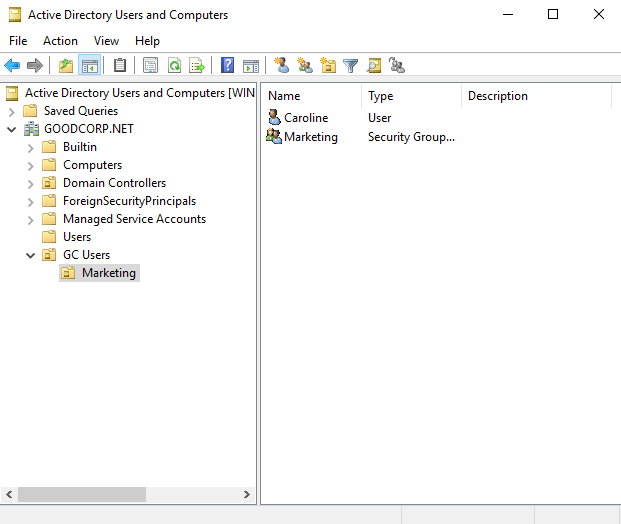 Active Directory Users and Computers
File Action View Help
Active Directory Users and Computers [WIN
Saved Queries
GOODCORP.NET
Builtin
Computers
Domain Controllers
ForeignSecurityPrincipals
Managed Service Accounts
Users
GC Users
Marketing
Name Type Description
Caroline User
Marketing Security Group...